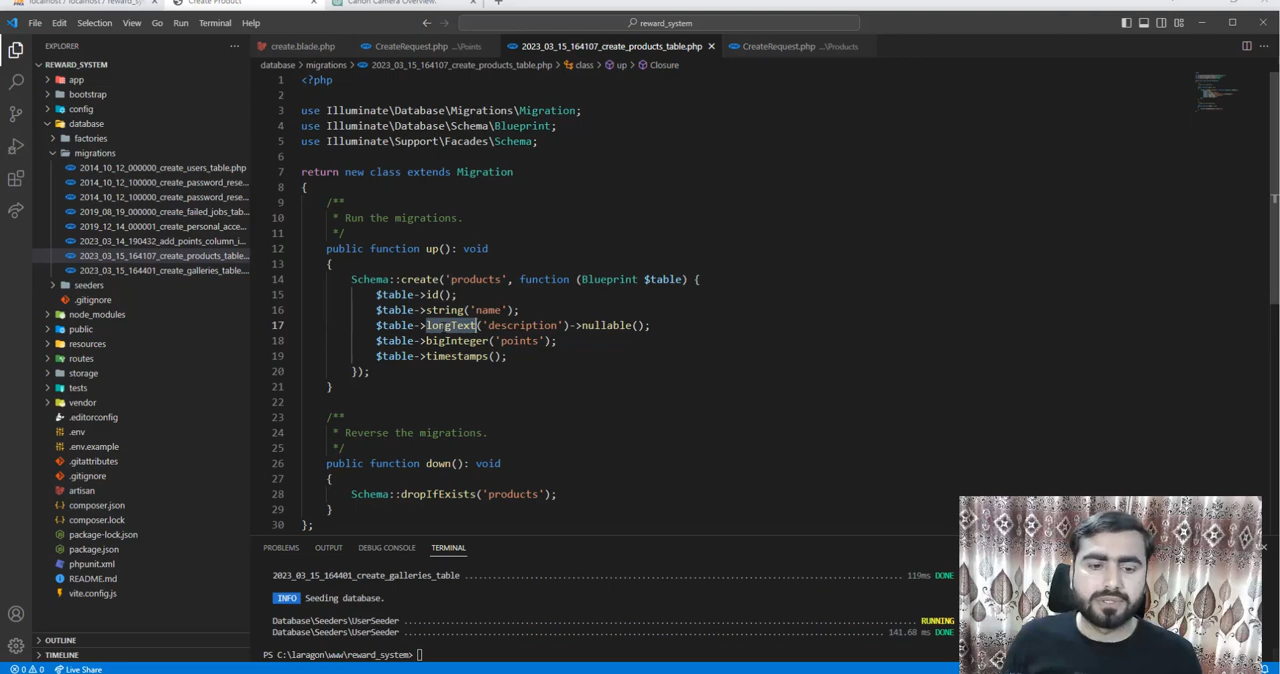 localhost / localhost / reward_sy
Create Product
Canon Camera Overview.
File Edit Selection View Go Run Terminal Help
reward_system
EXPLORER
create.blade.php
CreateRequest.php ...\Points
2023_03_15_164107_create_products_table.php
CreateRequest.php ...\Products
REWARD_SYSTEM
database > migrations > 2023_03_15_164107_create_products_table.php > class > up > Closure
app
bootstrap
config
database
factories
migrations
2014_10_12_000000_create_users_table.php
2014_10_12_100000_create_password_rese...
2014_10_12_100000_create_password_rese...
2019_08_19_000000_create_failed_jobs_tab...
2019_12_14_000001_create_personal_acce...
2023_03_14_190432_add_points_column_i...
2023_03_15_164107_create_products_table...
2023_03_15_164401_create_galleries_table...
seeders
.gitignore
node_modules
public
resources
routes
storage
tests
vendor
.editorconfig
.env
.env.example
.gitattributes
.gitignore
artisan
composer.json
composer.lock
package-lock.json
package.json
phpunit.xml
README.md
vite.config.js
OUTLINE
TIMELINE
1 <?php
2
3 use Illuminate\Database\Migrations\Migration;
4 use Illuminate\Database\Schema\Blueprint;
5 use Illuminate\Support\Facades\Schema;
6
7 return new class extends Migration
8 {
9 /**
10 * Run the migrations.
11 */
12 public function up(): void
13 {
14 Schema::create('products', function (Blueprint $table) {
15 $table->id();
16 $table->string('name');
17 $table->longText('description')->nullable();
18 $table->bigInteger('points');
19 $table->timestamps();
20 });
21 }
22
23 /**
24 * Reverse the migrations.
25 */
26 public function down(): void
27 {
28 Schema::dropIfExists('products');
29 }
30 };
PROBLEMS OUTPUT DEBUG CONSOLE TERMINAL
2023_03_15_164401_create_galleries_table 119ms DONE
INFO Seeding database.
Database\Seeders\UserSeeder RUNNING
Database\Seeders\UserSeeder 141.68 ms DONE
PS C:\laragon\www\reward_system>
0 0 Live Share